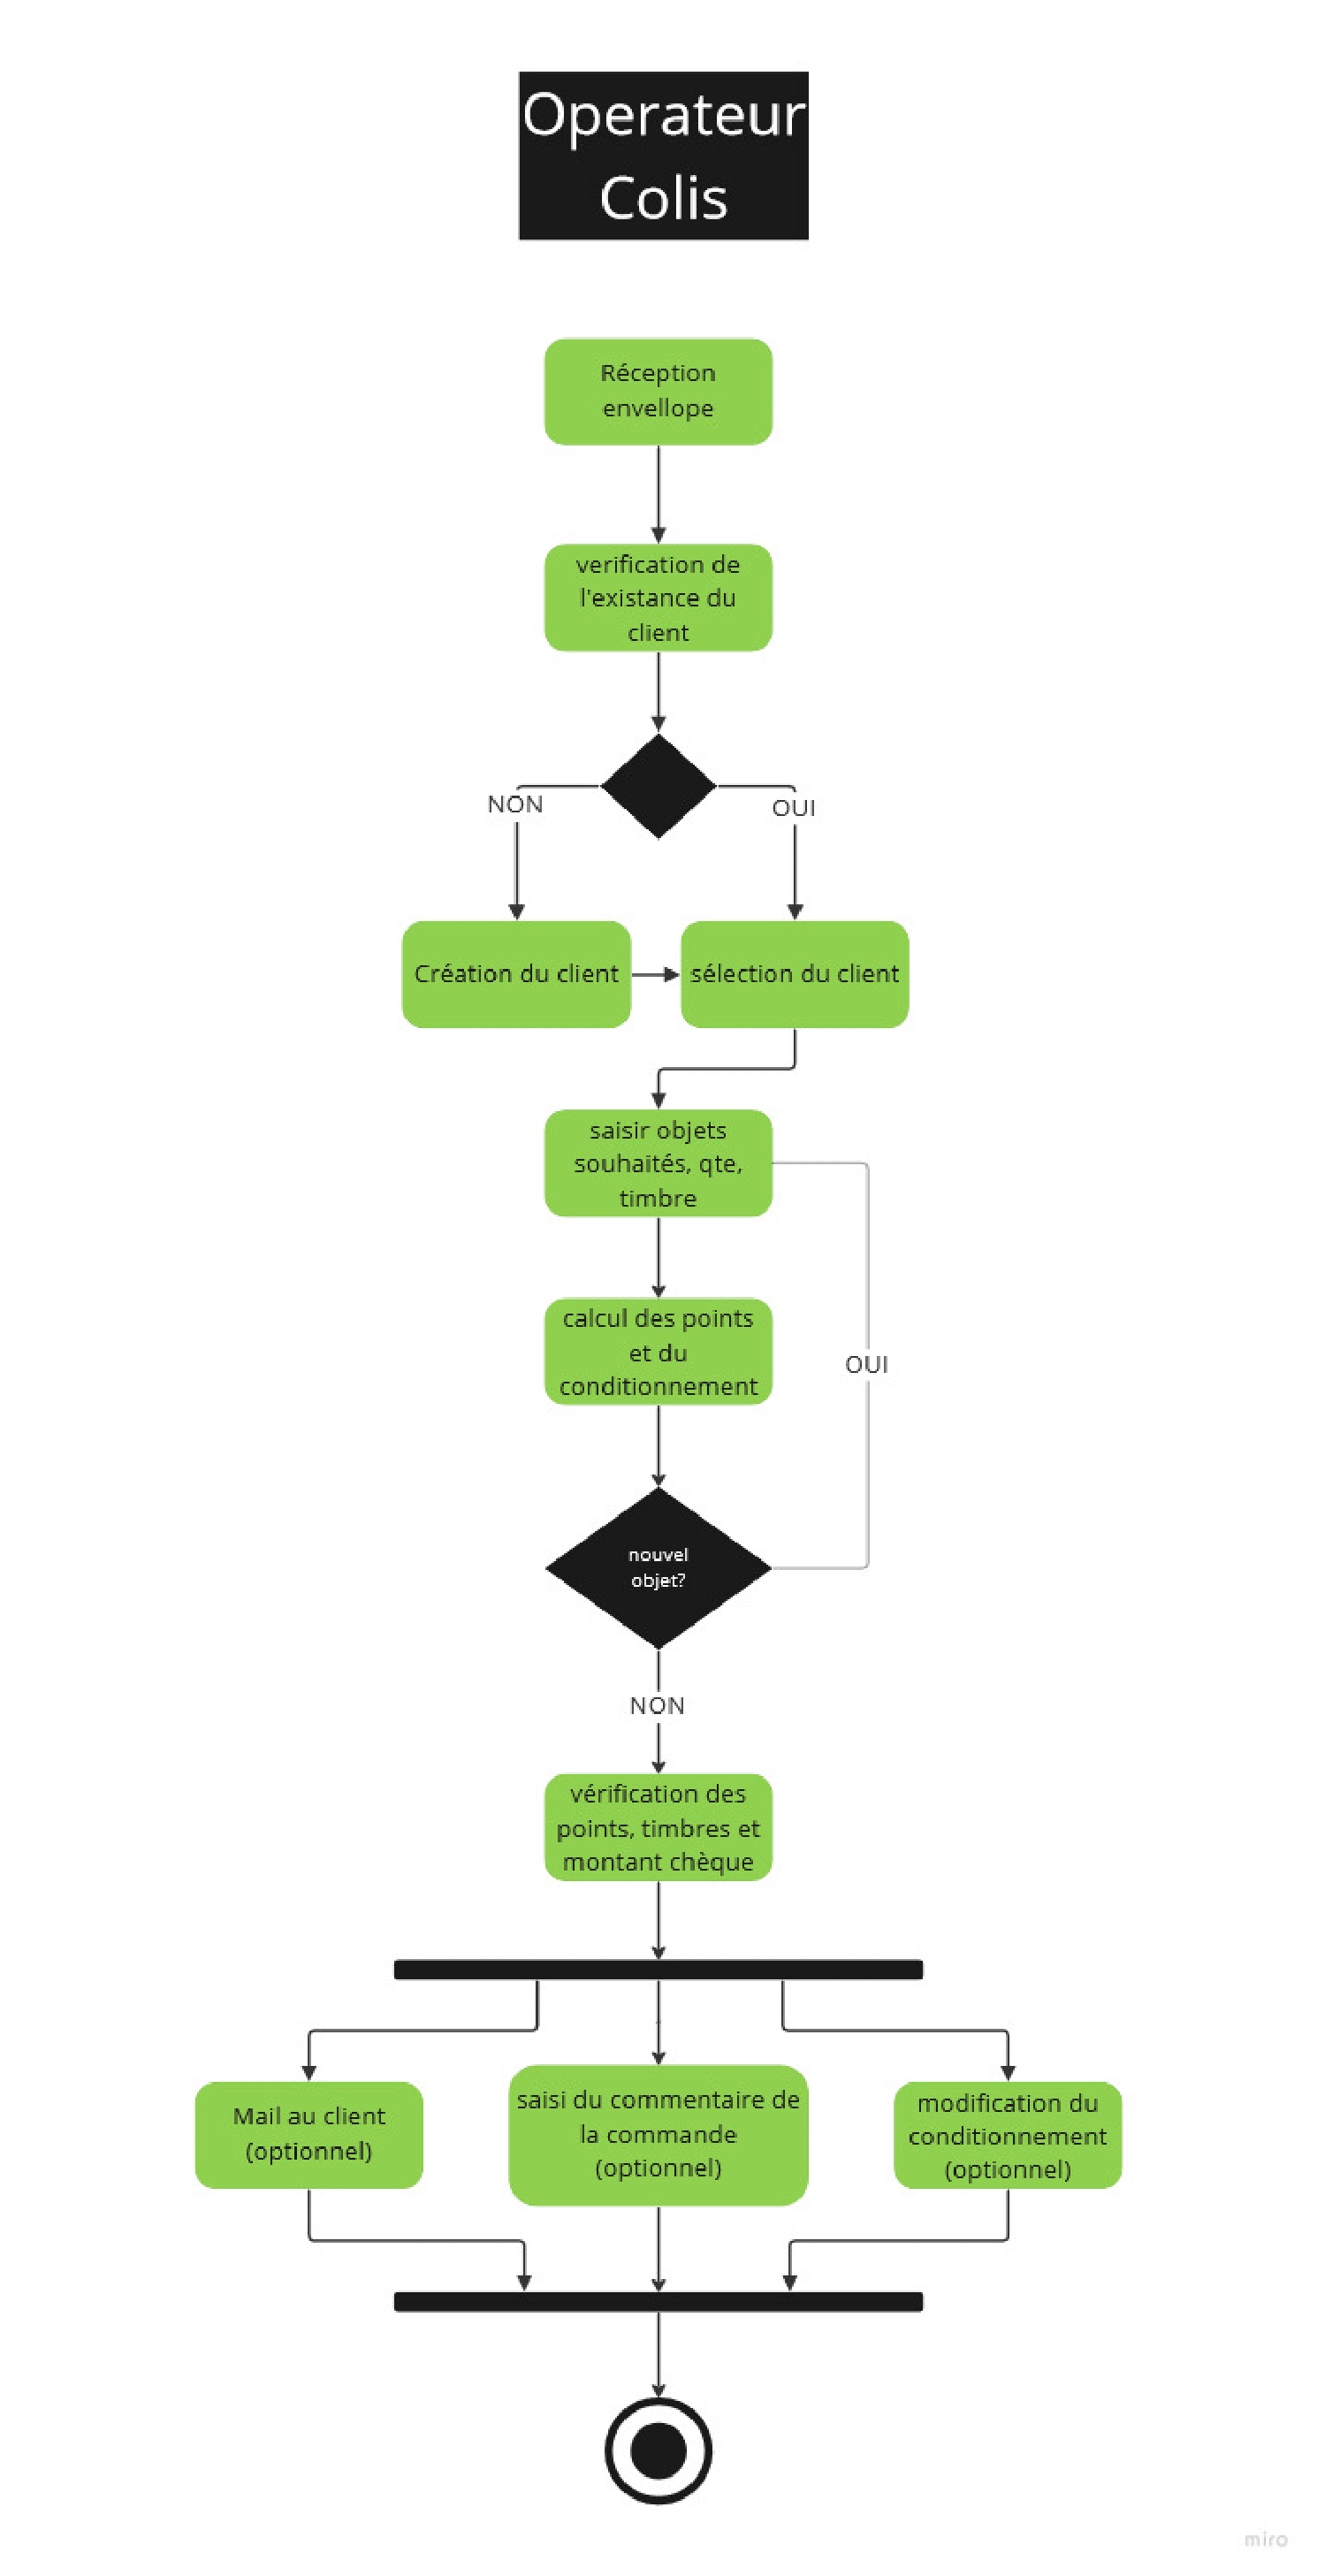 Operateur
Colis
Réception
envellope
verification de
l'existance du
client
NON
OUI
Création du client
sélection du client
saisir objets
souhaités, qte,
timbre
calcul des points
et du
conditionnement
OUI
nouvel
objet?
NON
vérification des
points, timbres et
montant chèque
Mail au client
(optionnel)
saisi du commentaire de
la commande
(optionnel)
modification du
conditionnement
(optionnel)
miro